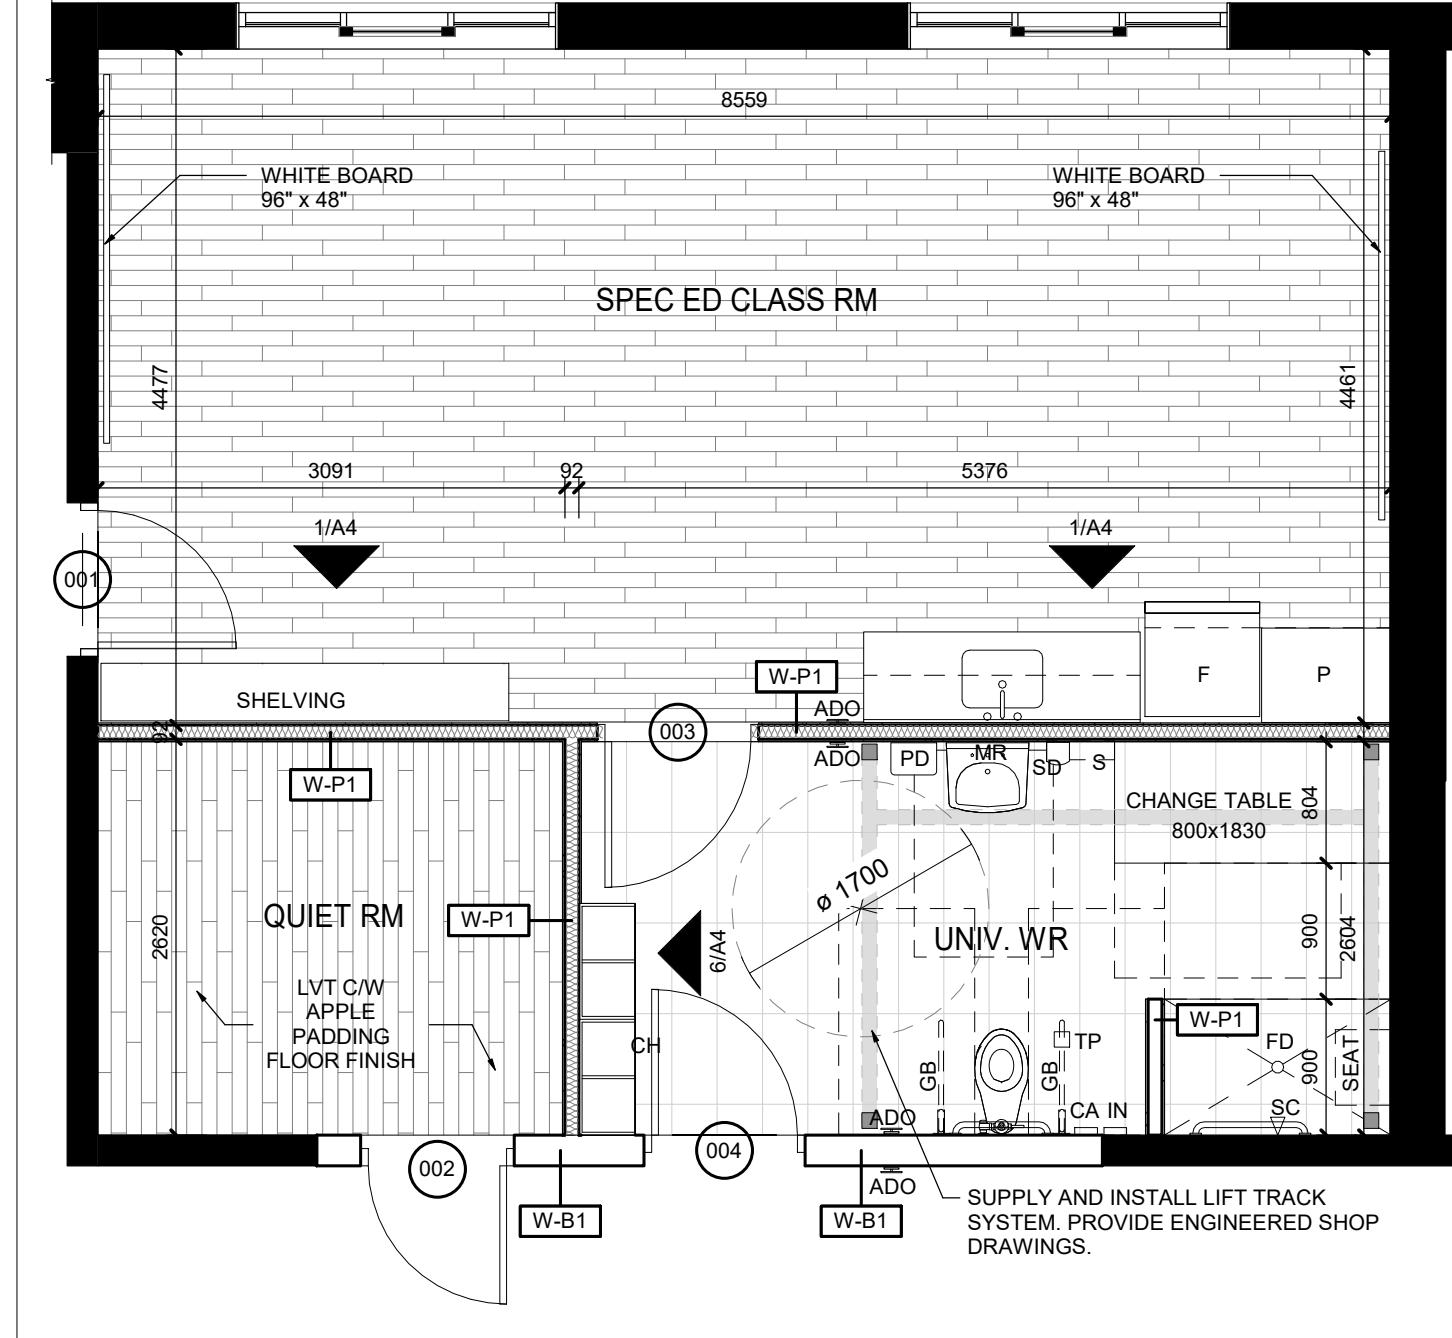 8559
WHITE BOARD
96" x 48"
WHITE BOARD
96" x 48"
SPEC ED CLASS RM
4477
4461
3091
92
5376
1/A4
1/A4
001
F
P
W-P1
SHELVING
ADO
92
003
ADO
PD
MR
SD
S
W-P1
CHANGE TABLE
800x1830
804
ø 1700
QUIET RM
W-P1
2620
6/A4
UNIV. WR
900
2604
LVT C/W
APPLE
PADDING
FLOOR FINISH
W-P1
CH
TP
FD
GB
GB
900
SEAT
CA IN
SC
ADO
002
004
ADO
W-B1
W-B1
SUPPLY AND INSTALL LIFT TRACK
SYSTEM. PROVIDE ENGINEERED SHOP
DRAWINGS.